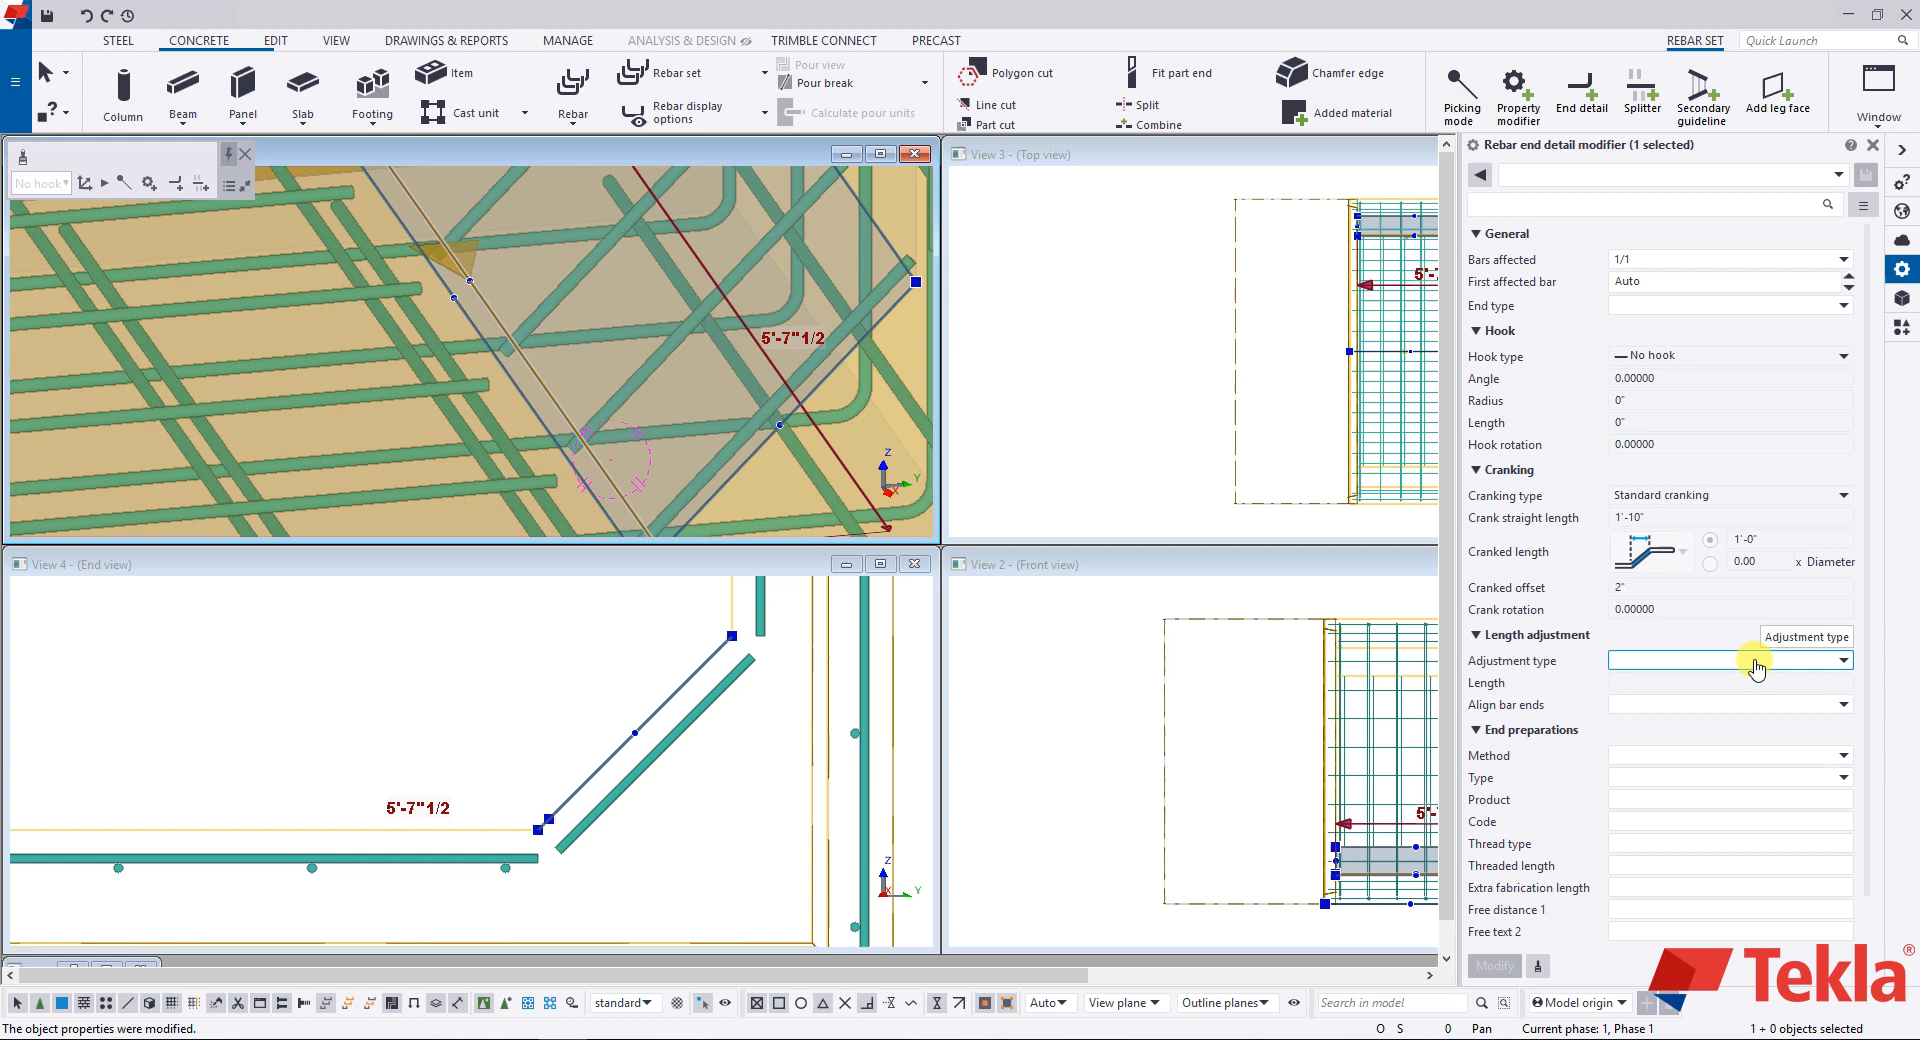 STEEL
CONCRETE
EDIT
VIEW
DRAWINGS & REPORTS
MANAGE
ANALYSIS & DESIGN
TRIMBLE CONNECT
PRECAST
REBAR SET
Quick Launch
Column
Beam
Panel
Slab
Footing
Item
Cast unit
Rebar
Rebar set
Rebar display
options
Pour view
Pour break
Calculate pour units
Polygon cut
Line cut
Part cut
Fit part end
Split
Combine
Chamfer edge
Added material
Picking
mode
Property
modifier
End detail
Splitter
Secondary
guideline
Add leg face
Window
No hook
5'-7"1/2
Z
Y
X
View 3 - (Top view)
5'-
View 4 - (End view)
5'-7"1/2
Z
Y
X
View 2 - (Front view)
5'-
Rebar end detail modifier (1 selected)
General
Bars affected 1/1
First affected bar Auto
End type
Hook
Hook type No hook
Angle 0.00000
Radius 0"
Length 0"
Hook rotation 0.00000
Cranking
Cranking type Standard cranking
Crank straight length 1'-10"
Cranked length 1'-0"
0.00 x Diameter
Cranked offset 2"
Crank rotation 0.00000
Length adjustment
Adjustment type
Adjustment type
Length
Align bar ends
End preparations
Method
Type
Product
Code
Thread type
Threaded length
Extra fabrication length
Free distance 1
Free text 2
Modify
Tekla®
standard
Auto
View plane
Outline planes
Search in model
Model origin
The object properties were modified.
O S 0 Pan Current phase: 1, Phase 1 1 + 0 objects selected